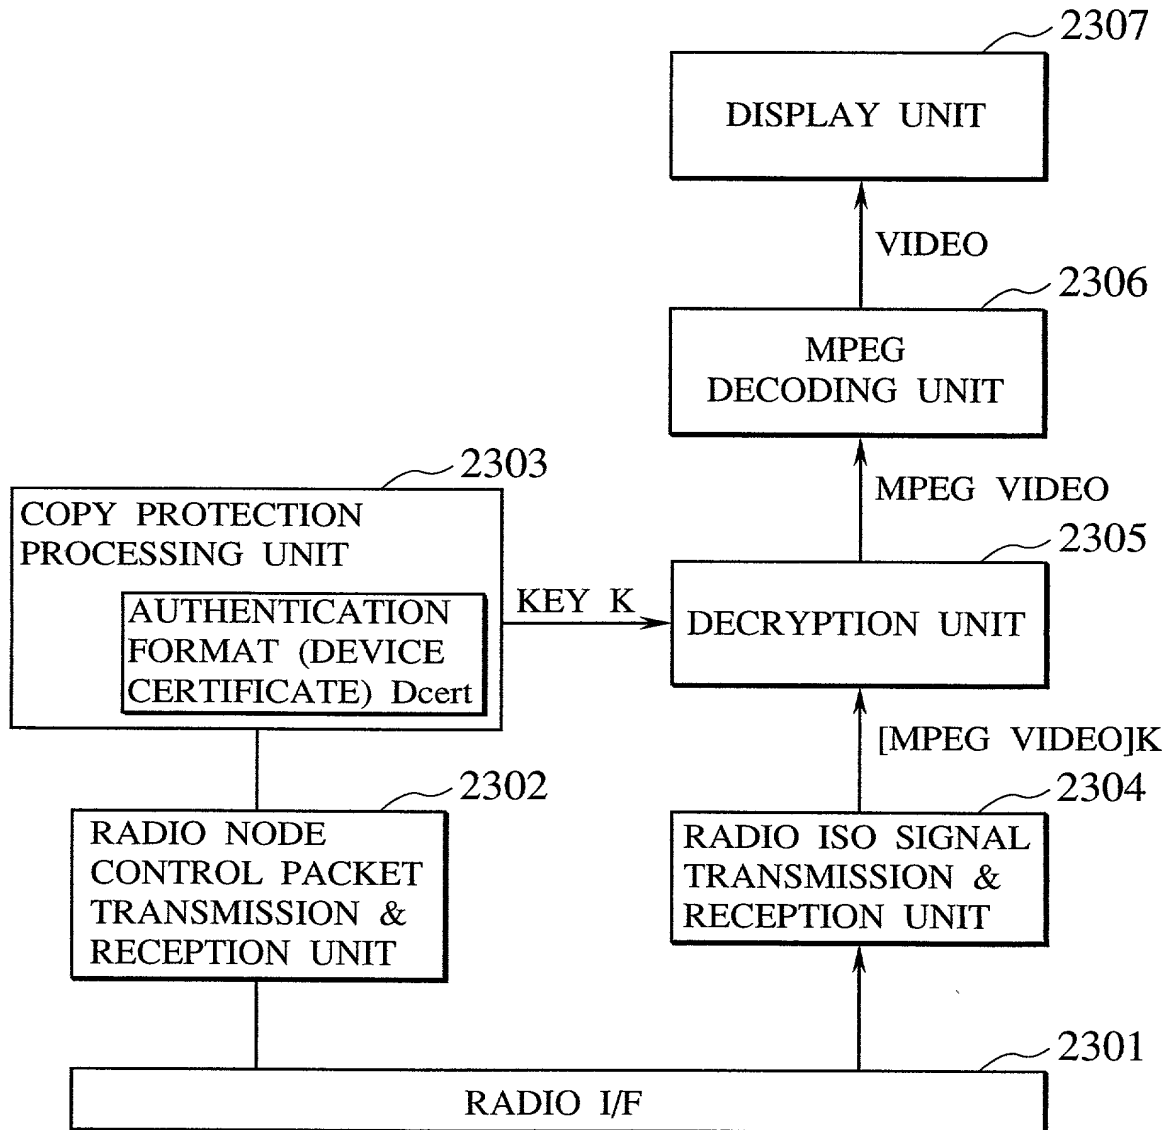 2307
DISPLAY UNIT
VIDEO
2306
MPEG
DECODING UNIT
MPEG VIDEO
2303
COPY PROTECTION
PROCESSING UNIT
AUTHENTICATION
FORMAT (DEVICE
CERTIFICATE) Dcert
KEY K
2305
DECRYPTION UNIT
[MPEG VIDEO]K
2302
RADIO NODE
CONTROL PACKET
TRANSMISSION &
RECEPTION UNIT
2304
RADIO ISO SIGNAL
TRANSMISSION &
RECEPTION UNIT
2301
RADIO I/F